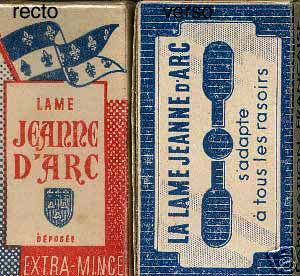 recto
LAME
JEANNE
D'ARC
DÉPOSÉE
EXTRA-MINCE
verso
LA LAME JEANNE D'ARC
s'adapte
à tous les rasoirs